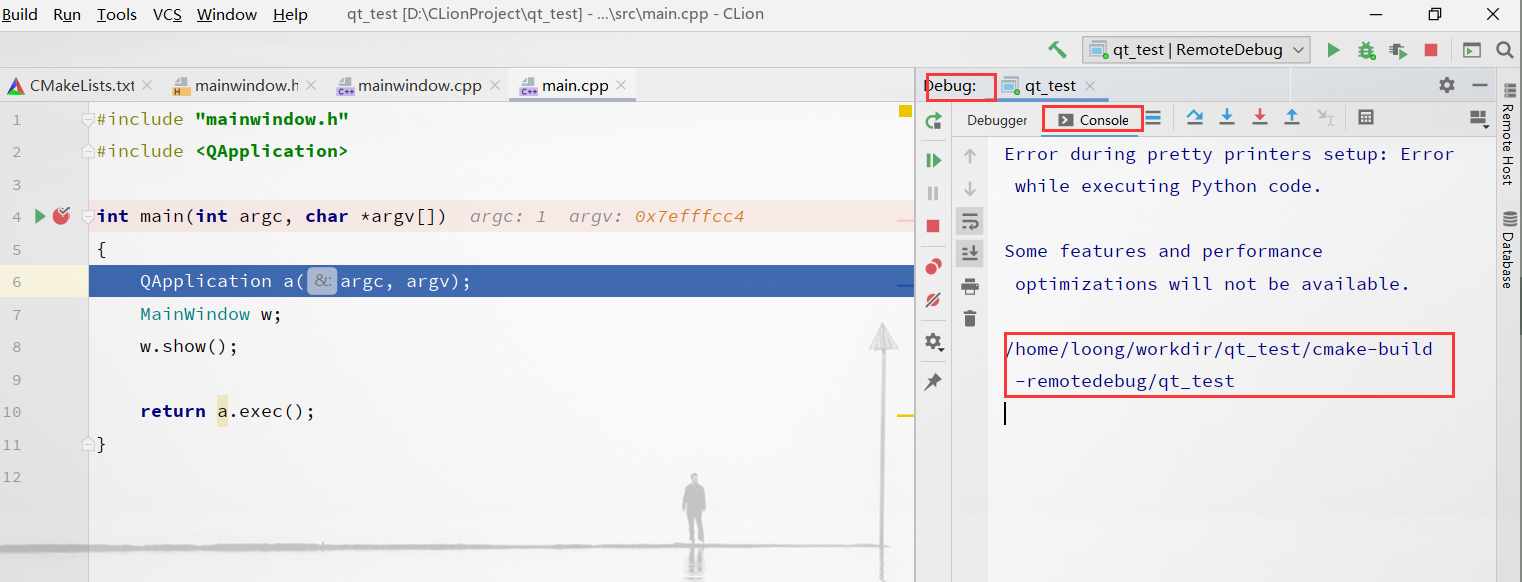 Build Run Tools VCS Window Help qt_test [D:\CLionProject\qt_test] - ...\src\main.cpp - CLion
qt_test | RemoteDebug
CMakeLists.txt mainwindow.h mainwindow.cpp main.cpp
Debug: qt_test
Debugger Console
1 #include "mainwindow.h"
2 #include <QApplication>
3
4 int main(int argc, char *argv[]) argc: 1 argv: 0x7efffcc4
5 {
6 QApplication a(&: argc, argv);
7 MainWindow w;
8 w.show();
9
10 return a.exec();
11 }
12
Error during pretty printers setup: Error
while executing Python code.
Some features and performance
optimizations will not be available.
/home/loong/workdir/qt_test/cmake-build
-remotedebug/qt_test
Remote Host
Database